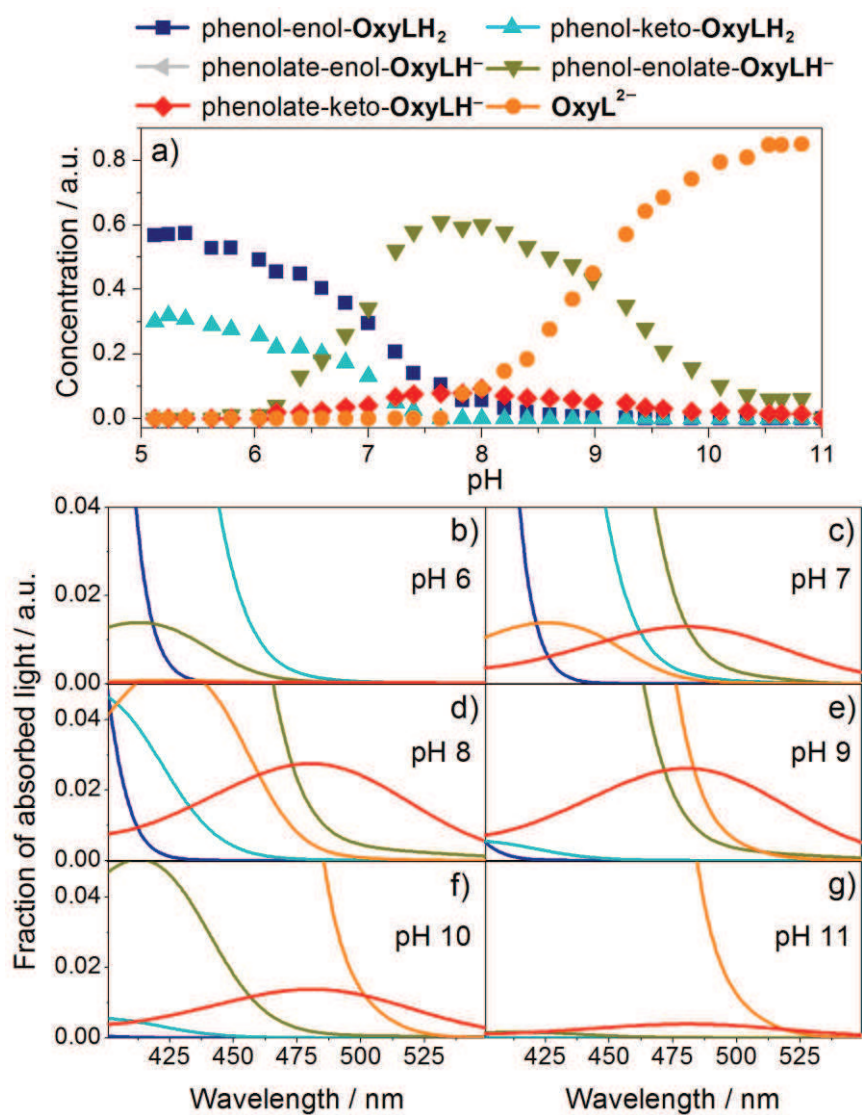 phenol-enol-OxyLH₂ phenol-keto-OxyLH₂
phenolate-enol-OxyLH⁻ phenol-enolate-OxyLH⁻
phenolate-keto-OxyLH⁻ OxyL²⁻
a)
Concentration / a.u.
0.8
0.6
0.4
0.2
0.0
5 6 7 8 9 10 11
pH
Fraction of absorbed light / a.u.
0.04
0.02
0.00
b)
pH 6
c)
pH 7
0.04
0.02
0.00
d)
pH 8
e)
pH 9
0.04
0.02
0.00
f)
pH 10
g)
pH 11
425 450 475 500 525 425 450 475 500 525
Wavelength / nm Wavelength / nm